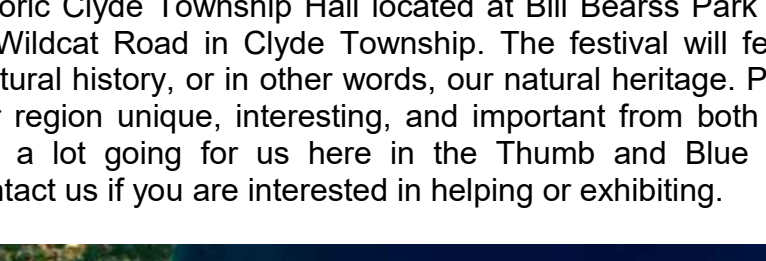 oric Clyde Township Hall located at Bill Bearss Park
Wildcat Road in Clyde Township. The festival will fe
tural history, or in other words, our natural heritage. P
r region unique, interesting, and important from both
a lot going for us here in the Thumb and Blue
ntact us if you are interested in helping or exhibiting.